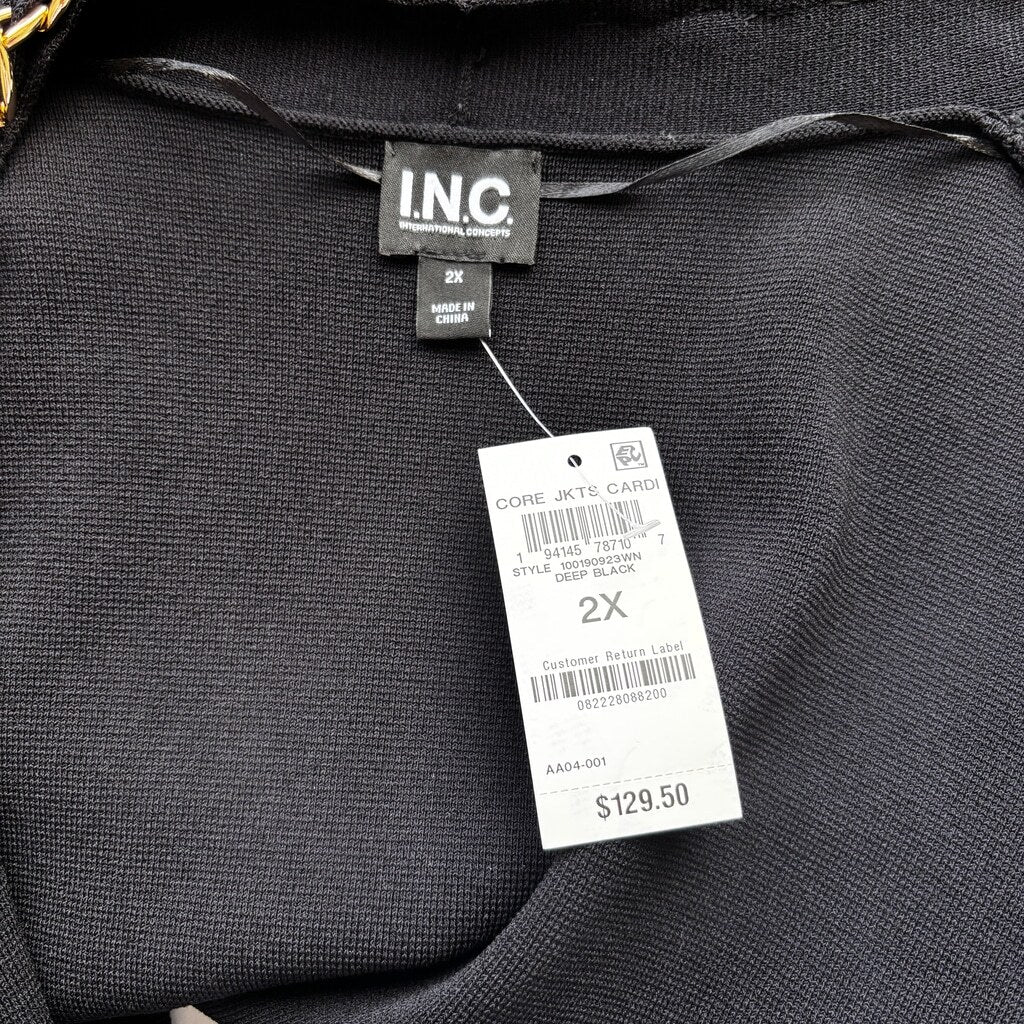 I.N.C.
INTERNATIONAL CONCEPTS
2X
MADE IN
CHINA
EPC
CORE JKTS CARDI
1 94145 78710 7
STYLE 100190923WN
DEEP BLACK
2X
Customer Return Label
082228088200
AA04-001
$129.50